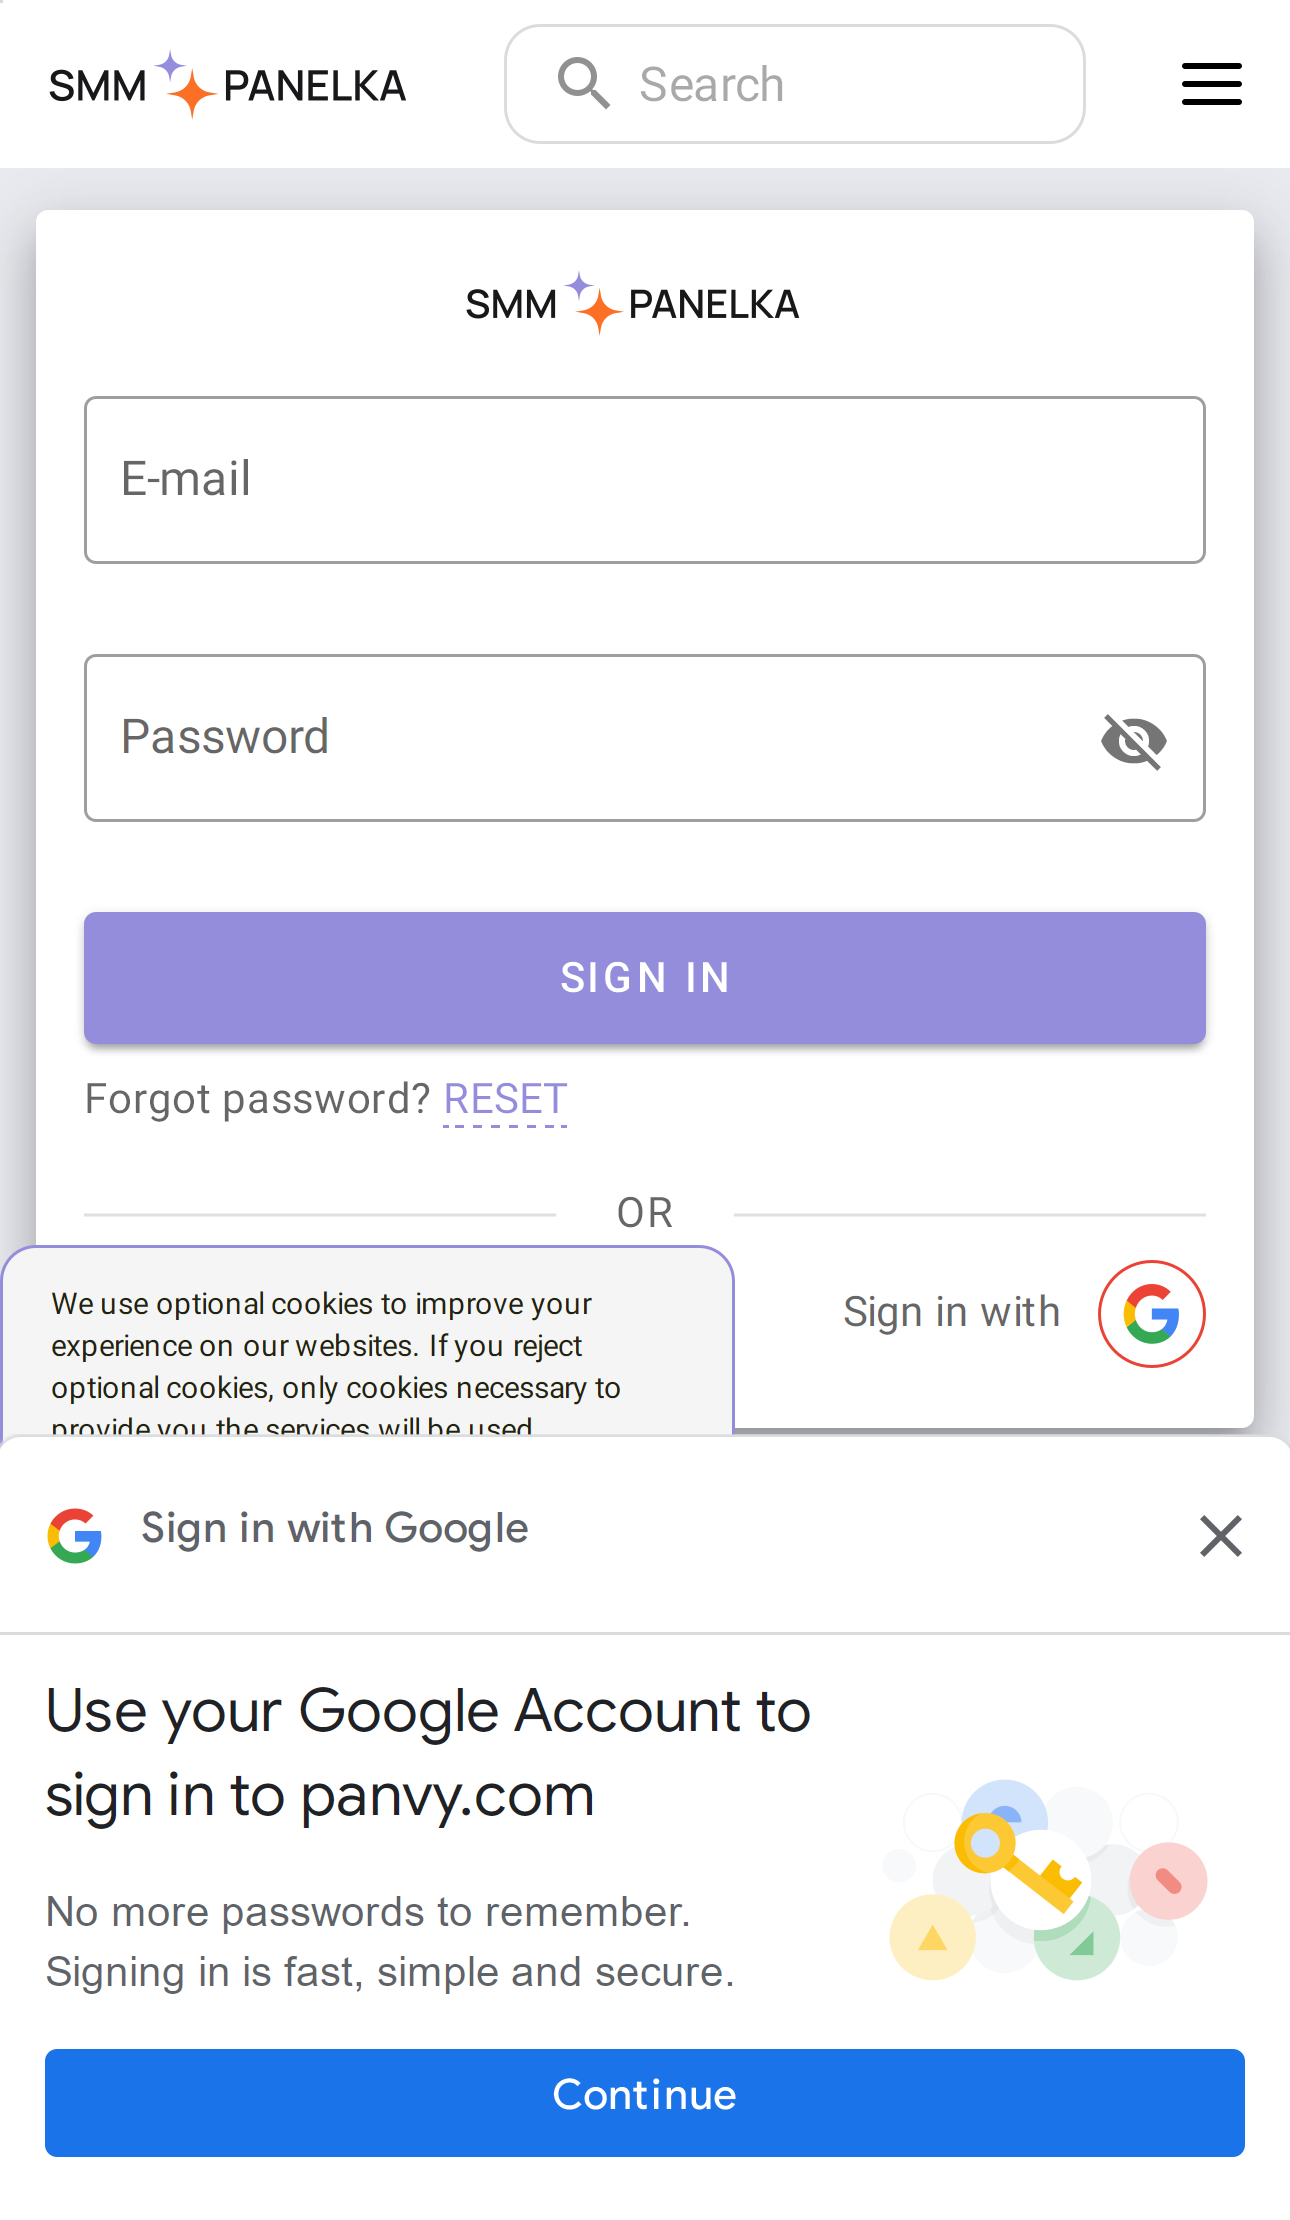 SMM PANELKA
Search
SMM PANELKA
E-mail
Password
SIGN IN
Forgot password? RESET
OR
Sign in with
We use optional cookies to improve your
experience on our websites. If you reject
optional cookies, only cookies necessary to
provide you the services will be used
Sign in with Google
Use your Google Account to
sign in to panvy.com
No more passwords to remember.
Signing in is fast, simple and secure.
Continue